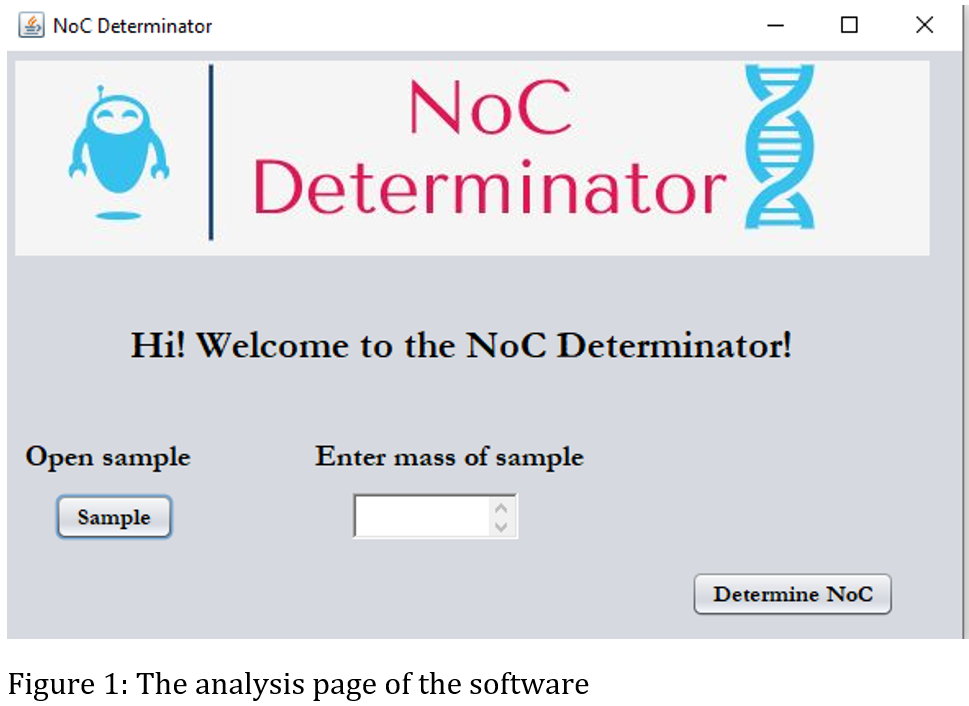 NoC Determinator
NoC
Determinator
Hi! Welcome to the NoC Determinator!
Open sample
Enter mass of sample
Sample
Determine NoC
Figure 1: The analysis page of the software